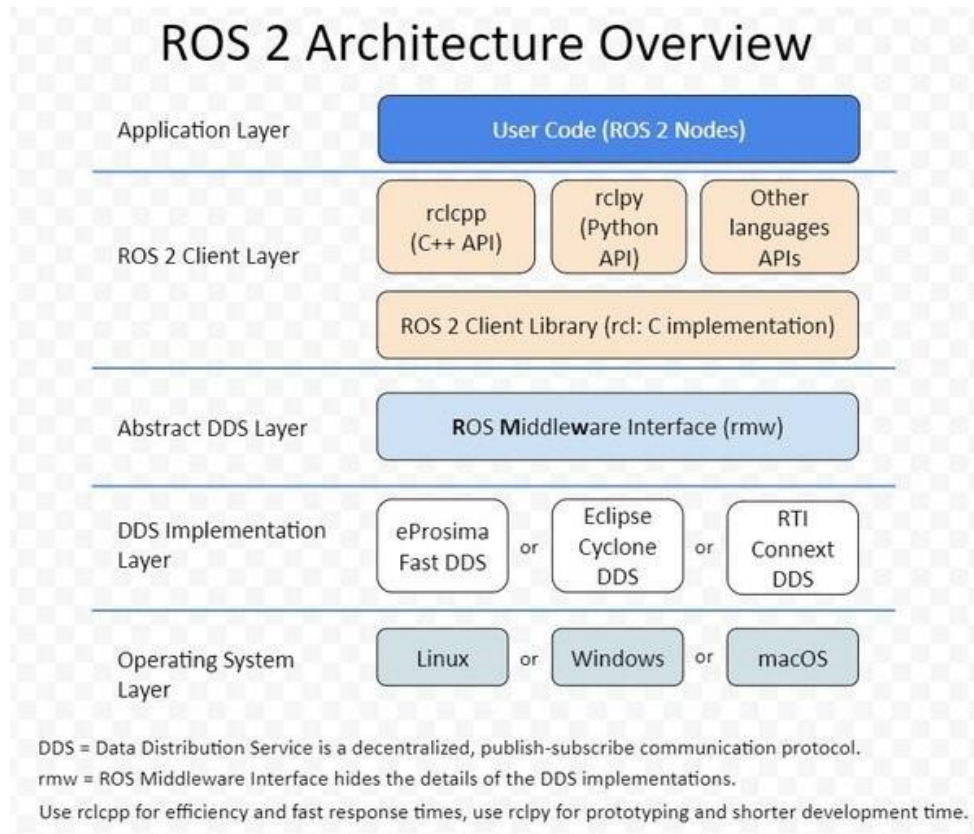 ROS 2 Architecture Overview
Application Layer
User Code (ROS 2 Nodes)
ROS 2 Client Layer
rclcpp
(C++ API)
rclpy
(Python
API)
Other
languages
APIs
ROS 2 Client Library (rcl: C implementation)
Abstract DDS Layer
ROS Middleware Interface (rmw)
DDS Implementation
Layer
eProsima
Fast DDS
or
Eclipse
Cyclone
DDS
or
RTI
Connext
DDS
Operating System
Layer
Linux
or
Windows
or
macOS
DDS = Data Distribution Service is a decentralized, publish-subscribe communication protocol.
rmw = ROS Middleware Interface hides the details of the DDS implementations.
Use rclcpp for efficiency and fast response times, use rclpy for prototyping and shorter development time.